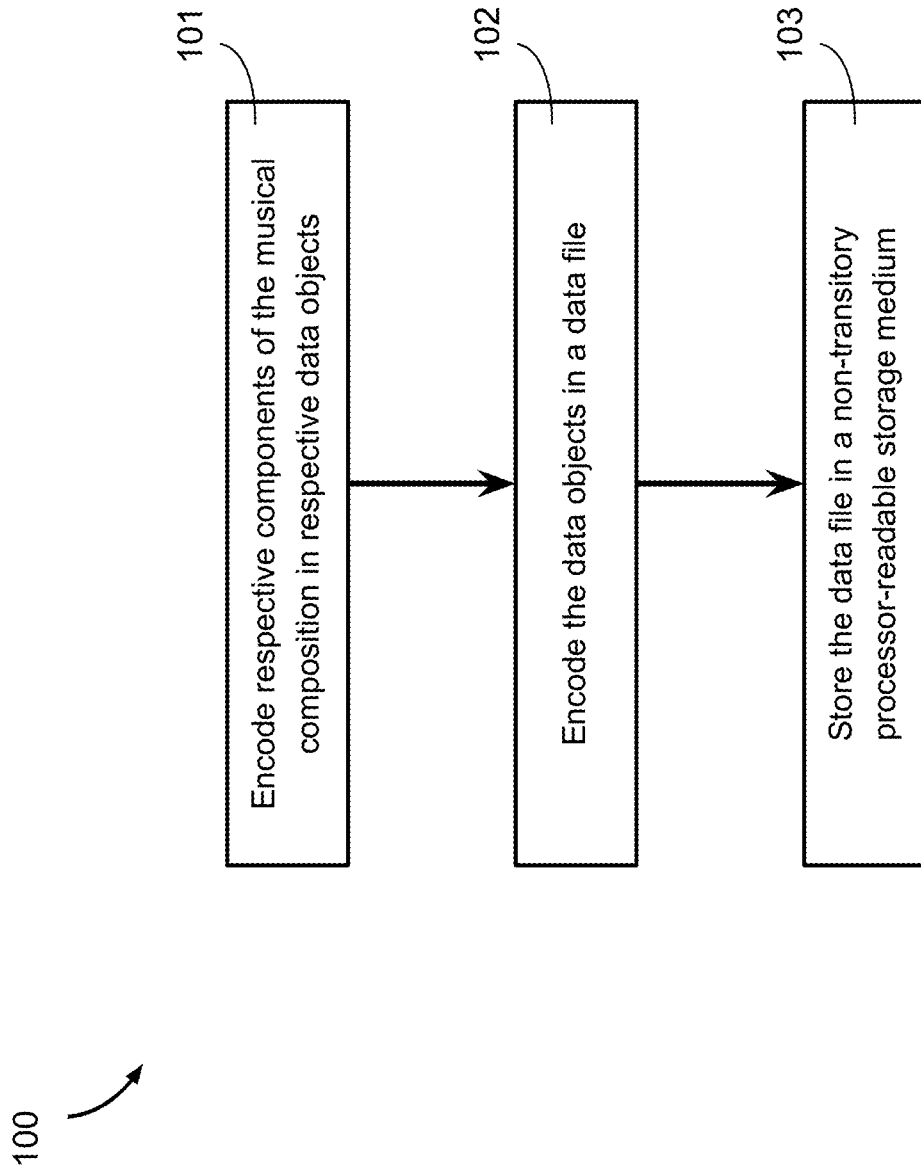 100
101
Encode respective components of the musical
composition in respective data objects
102
Encode the data objects in a data file
103
Store the data file in a non-transitory
processor-readable storage medium